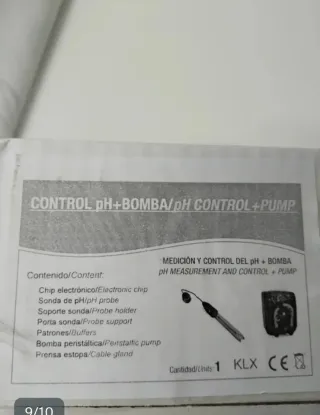 CONTROL pH+BOMBA/pH CONTROL+PUMP
MEDICIÓN Y CONTROL DEL pH + BOMBA
pH MEASUREMENT AND CONTROL + PUMP
Contenido/Content:
Chip electrónico/Electronic chip
Sonda de pH/pH probe
Soporte sonda/Probe holder
Porta sonda/Probe support
Patrones/Buffers
Bomba peristáltica/Peristaltic pump
Prensa estopa/Cable gland
Cantidad/Units: 1 KLX CE
9/10